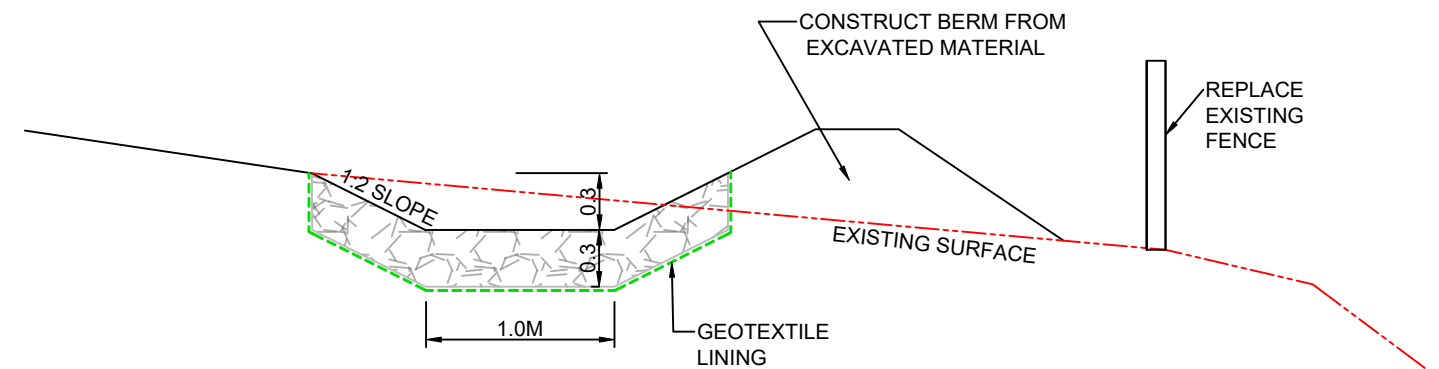 CONSTRUCT BERM FROM
EXCAVATED MATERIAL
REPLACE
EXISTING
FENCE
1:2 SLOPE
0.3
EXISTING SURFACE
0.3
1.0M
GEOTEXTILE
LINING